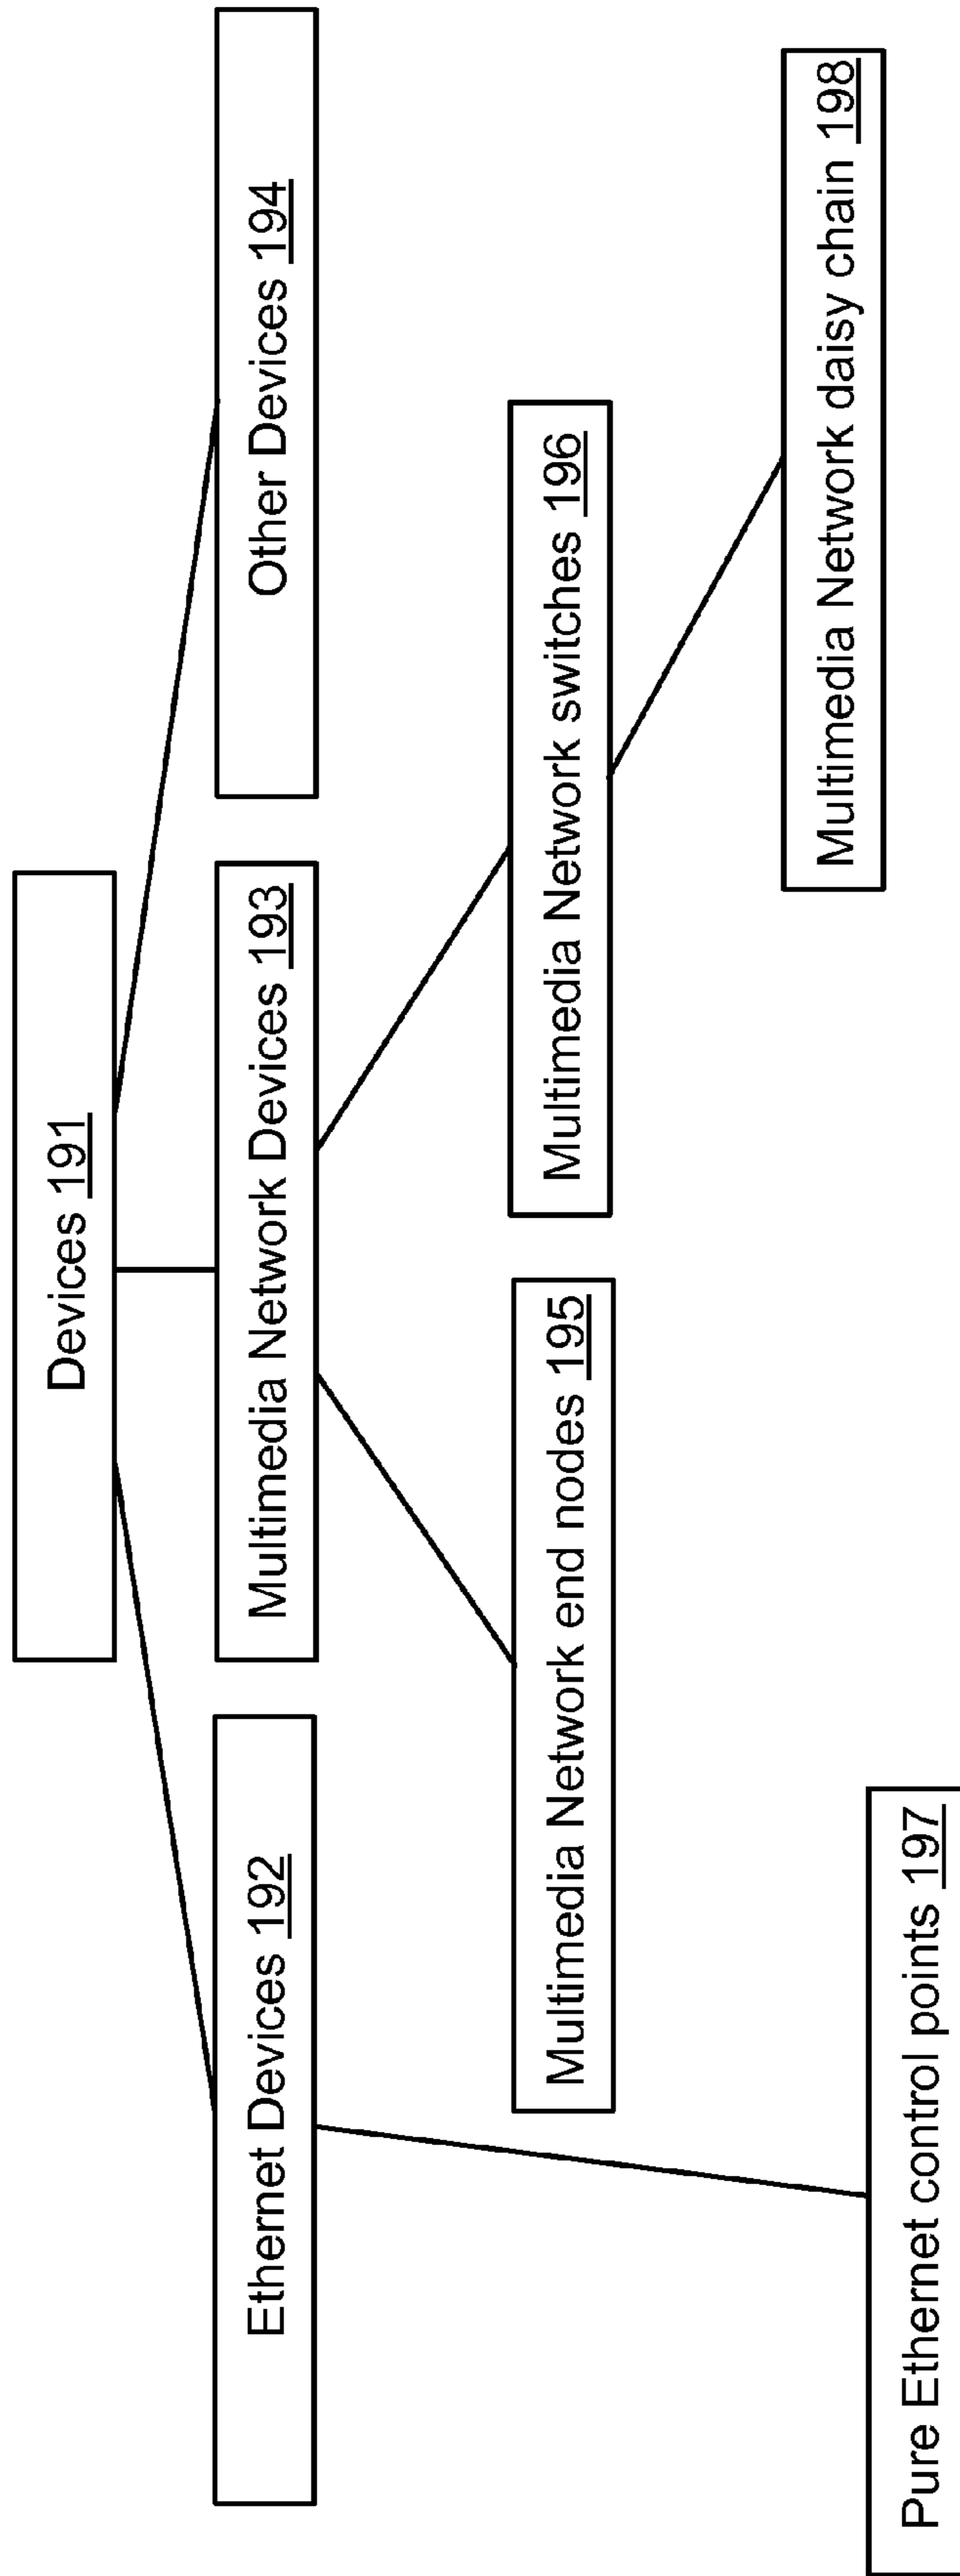 Devices 191
Ethernet Devices 192
Multimedia Network Devices 193
Other Devices 194
Multimedia Network end nodes 195
Multimedia Network switches 196
Pure Ethernet control points 197
Multimedia Network daisy chain 198